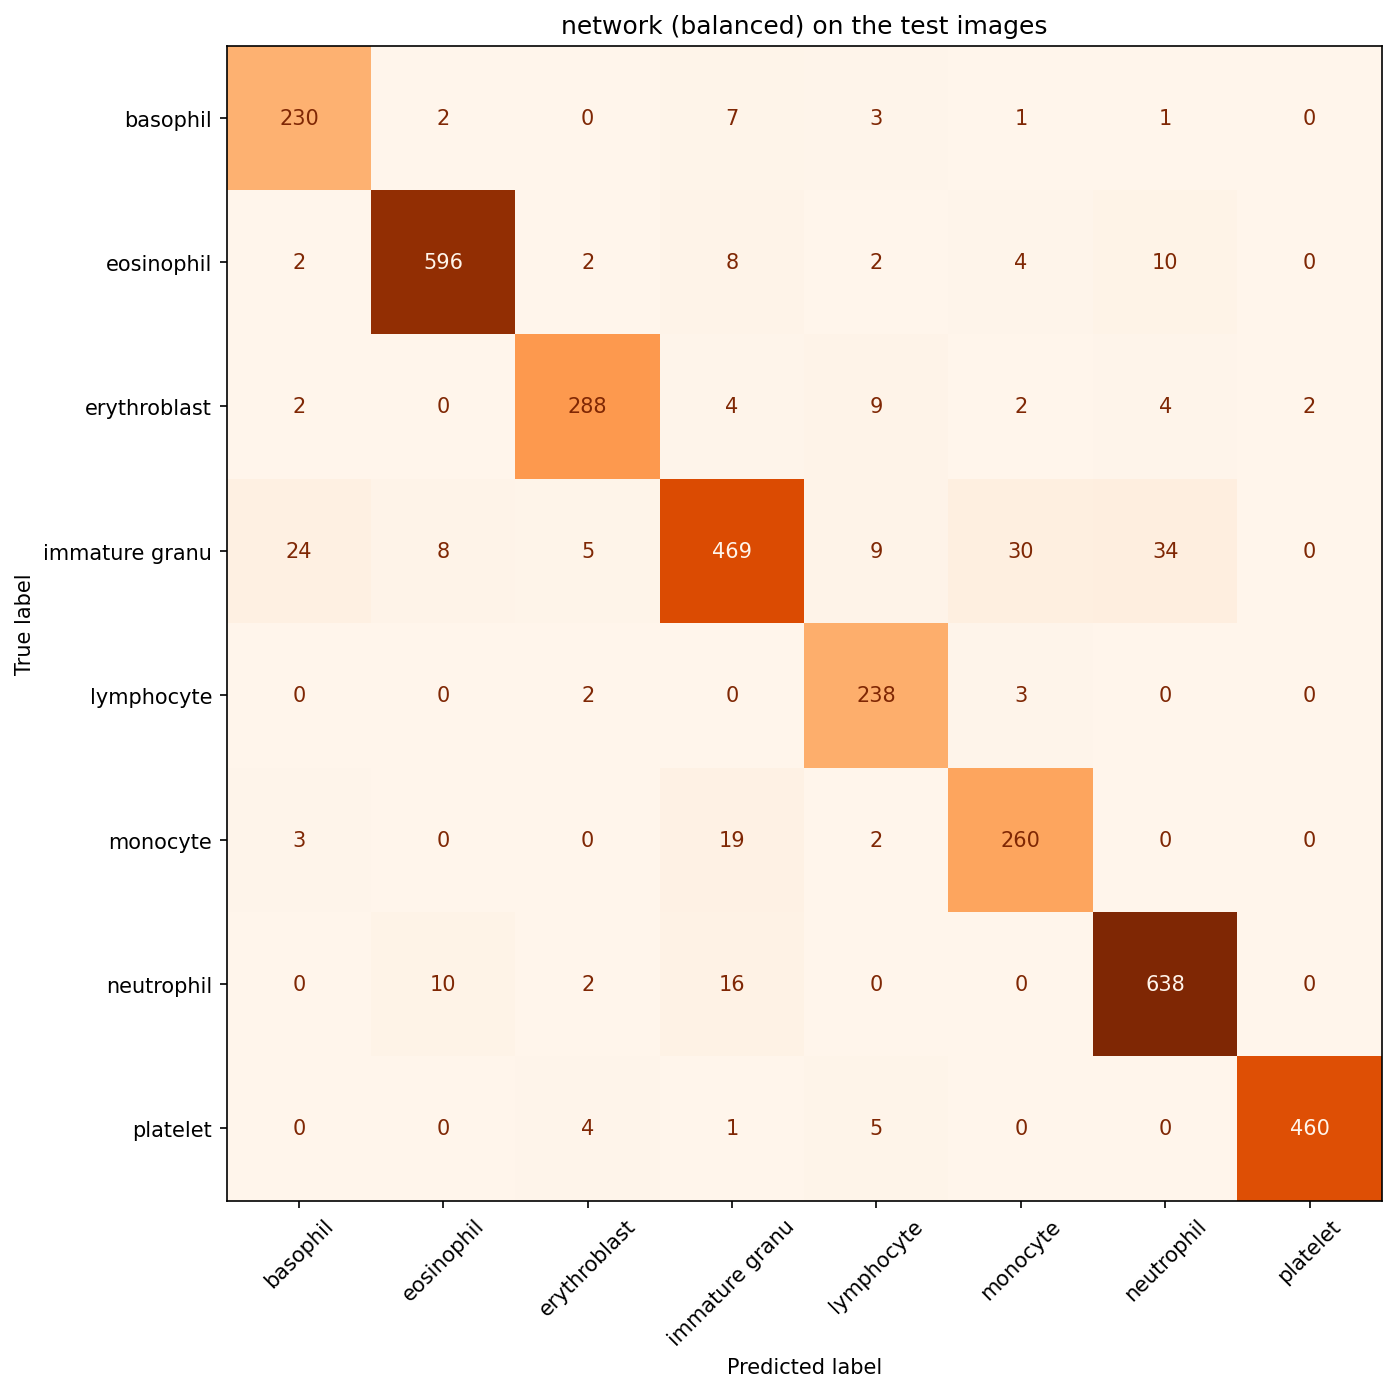 network (balanced) on the test images
True label
basophil 230 2 0 7 3 1 1 0
eosinophil 2 596 2 8 2 4 10 0
erythroblast 2 0 288 4 9 2 4 2
immature granu 24 8 5 469 9 30 34 0
lymphocyte 0 0 2 0 238 3 0 0
monocyte 3 0 0 19 2 260 0 0
neutrophil 0 10 2 16 0 0 638 0
platelet 0 0 4 1 5 0 0 460
basophil eosinophil erythroblast immature granu lymphocyte monocyte neutrophil platelet
Predicted label